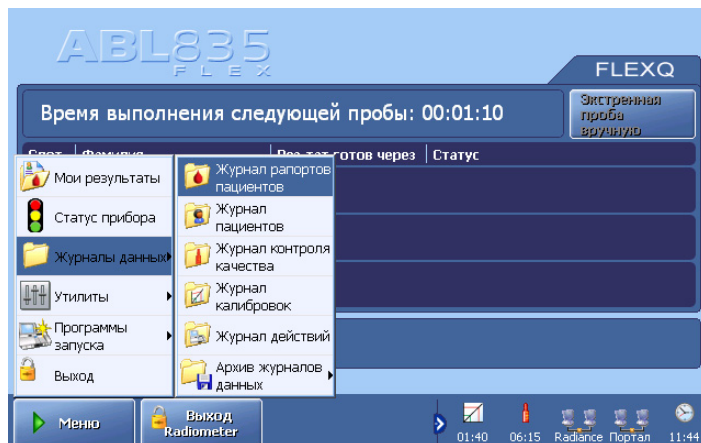 ABL835
FLEX
FLEXQ
Время выполнения следующей пробы: 00:01:10
Экстренная
проба
вручную
Слот
Фамилия
Рез-тат готов через
Статус
Мои результаты
Статус прибора
Журналы данных
Утилиты
Программы
запуска
Выход
Журнал рапортов
пациентов
Журнал
пациентов
Журнал контроля
качества
Журнал
калибровок
Журнал действий
Архив журналов
данных
Меню
Выход
Radiometer
01:40
06:15
Radiance
Портал
11:44